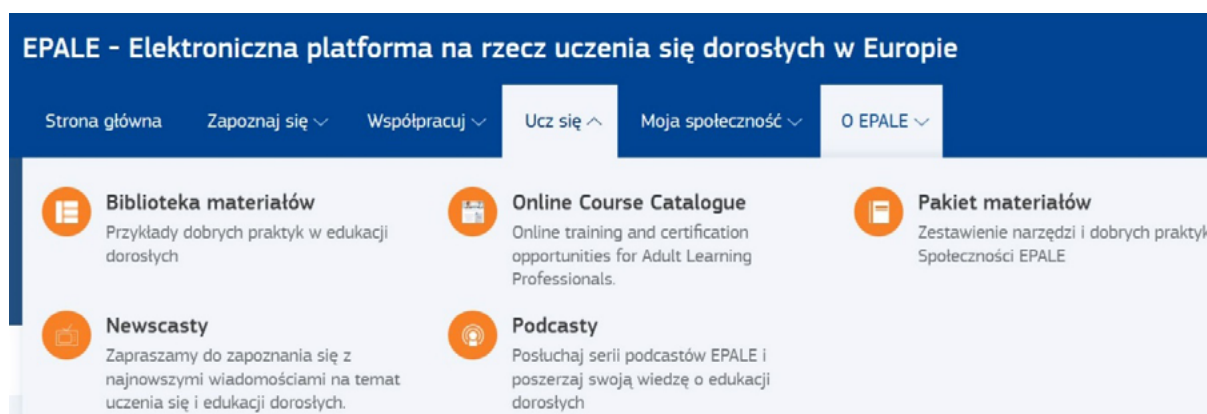 EPALE - Elektroniczna platforma na rzecz uczenia się dorosłych w Europie
Strona główna Zapoznaj się Współpracuj Ucz się Moja społeczność O EPALE
Biblioteka materiałów
Przykłady dobrych praktyk w edukacji
dorosłych
Online Course Catalogue
Online training and certification
opportunities for Adult Learning
Professionals.
Pakiet materiałów
Zestawienie narzędzi i dobrych praktyk
Społeczności EPALE
Newscasty
Zapraszamy do zapoznania się z
najnowszymi wiadomościami na temat
uczenia się i edukacji dorosłych.
Podcasty
Posłuchaj serii podcastów EPALE i
poszerzaj swoją wiedzę o edukacji
dorosłych